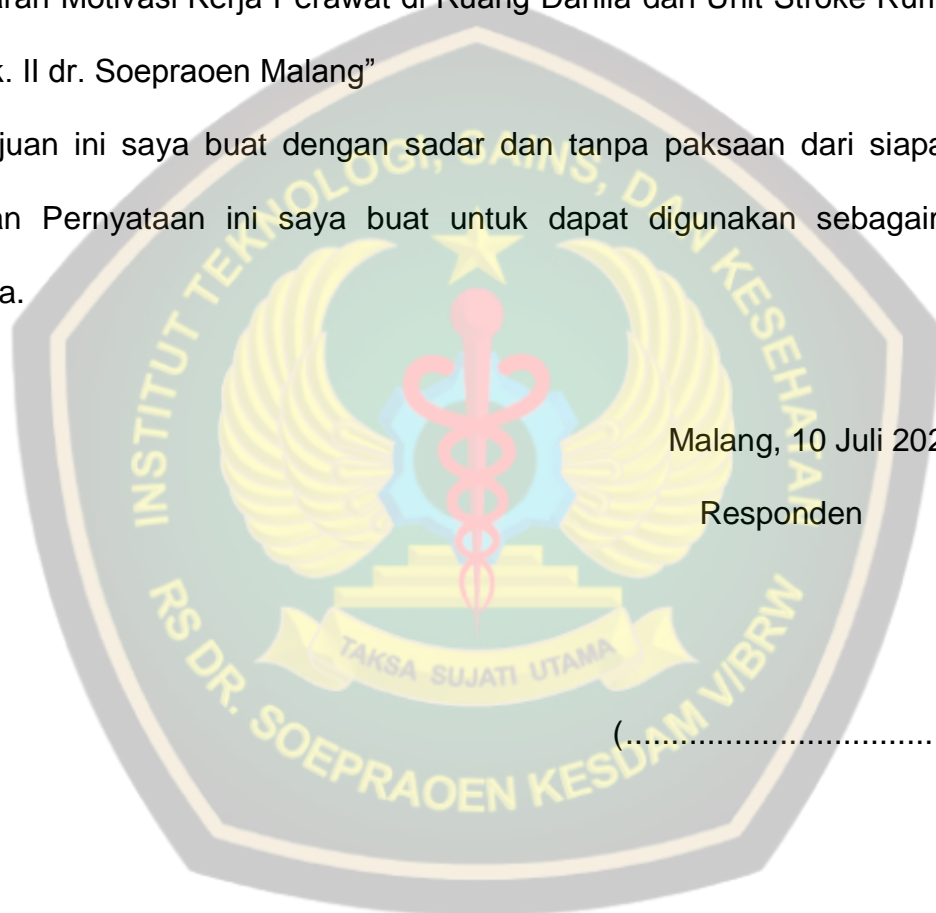 Motivasi Kerja Perawat di Ruang Dahlia dan Unit Stroke
k. II dr. Soepraoen Malang”
juan ini saya buat dengan sadar dan tanpa paksaan dari siapa
an Pernyataan ini saya buat untuk dapat digunakan sebagain
a.
Malang, 10 Juli 202
Responden
(..................................
INSTITUT TEKNOLOGI, SAINS, DAN KESEHATAN
RS DR. SOEPRAOEN KESDAM V/BRW
TAKSA SUJATI UTAMA